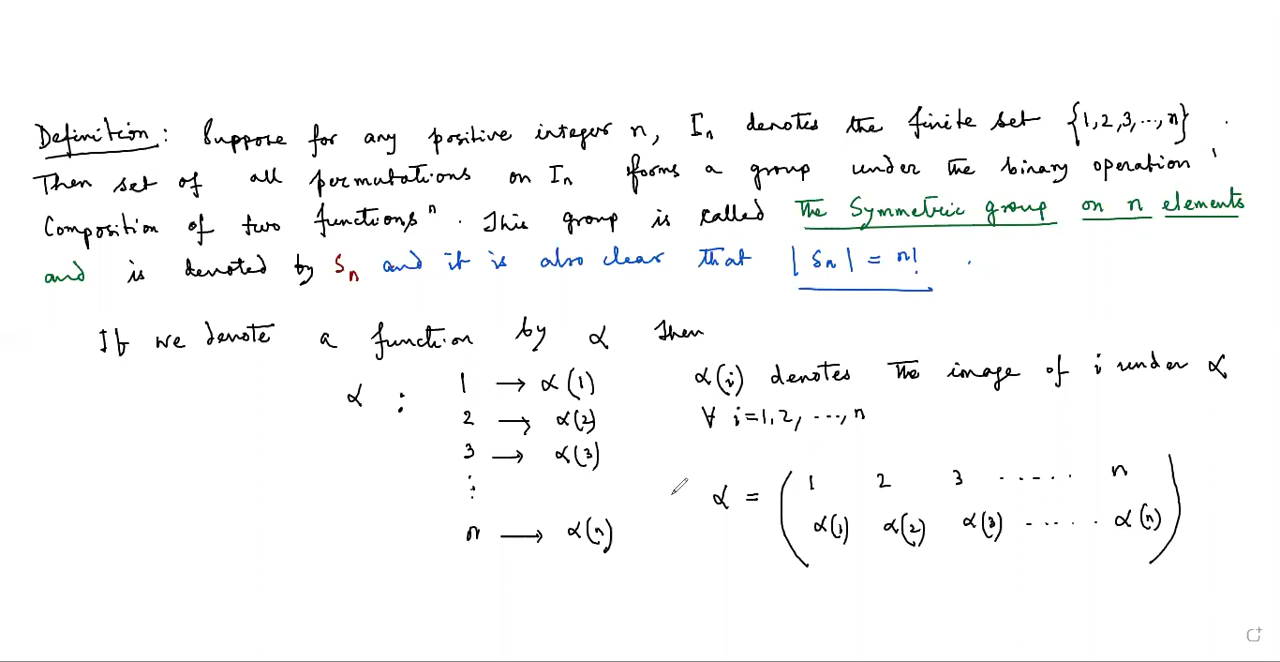 Definition: Suppose for any positive integer n, In denotes the finite set {1,2,3,...,n}.
Then set of all permutations on In forms a group under the binary operation '
Composition of two functions". This group is called the Symmetric group on n elements
and is denoted by Sn and it is also clear that |Sn| = n! .
If we denote a function by α then
α : 1 → α(1)
2 → α(2)
3 → α(3)
⋮
n → α(n)
α(i) denotes the image of i under α
∀ i=1,2, ..., n
α = ( 1 2 3 ...... n
α(1) α(2) α(3) ...... α(n) )